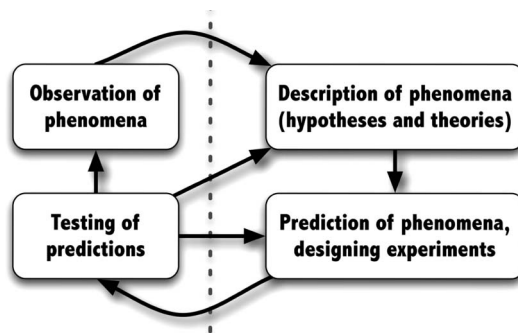 Observation of
phenomena
Description of phenomena
(hypotheses and theories)
Testing of
predictions
Prediction of phenomena,
designing experiments